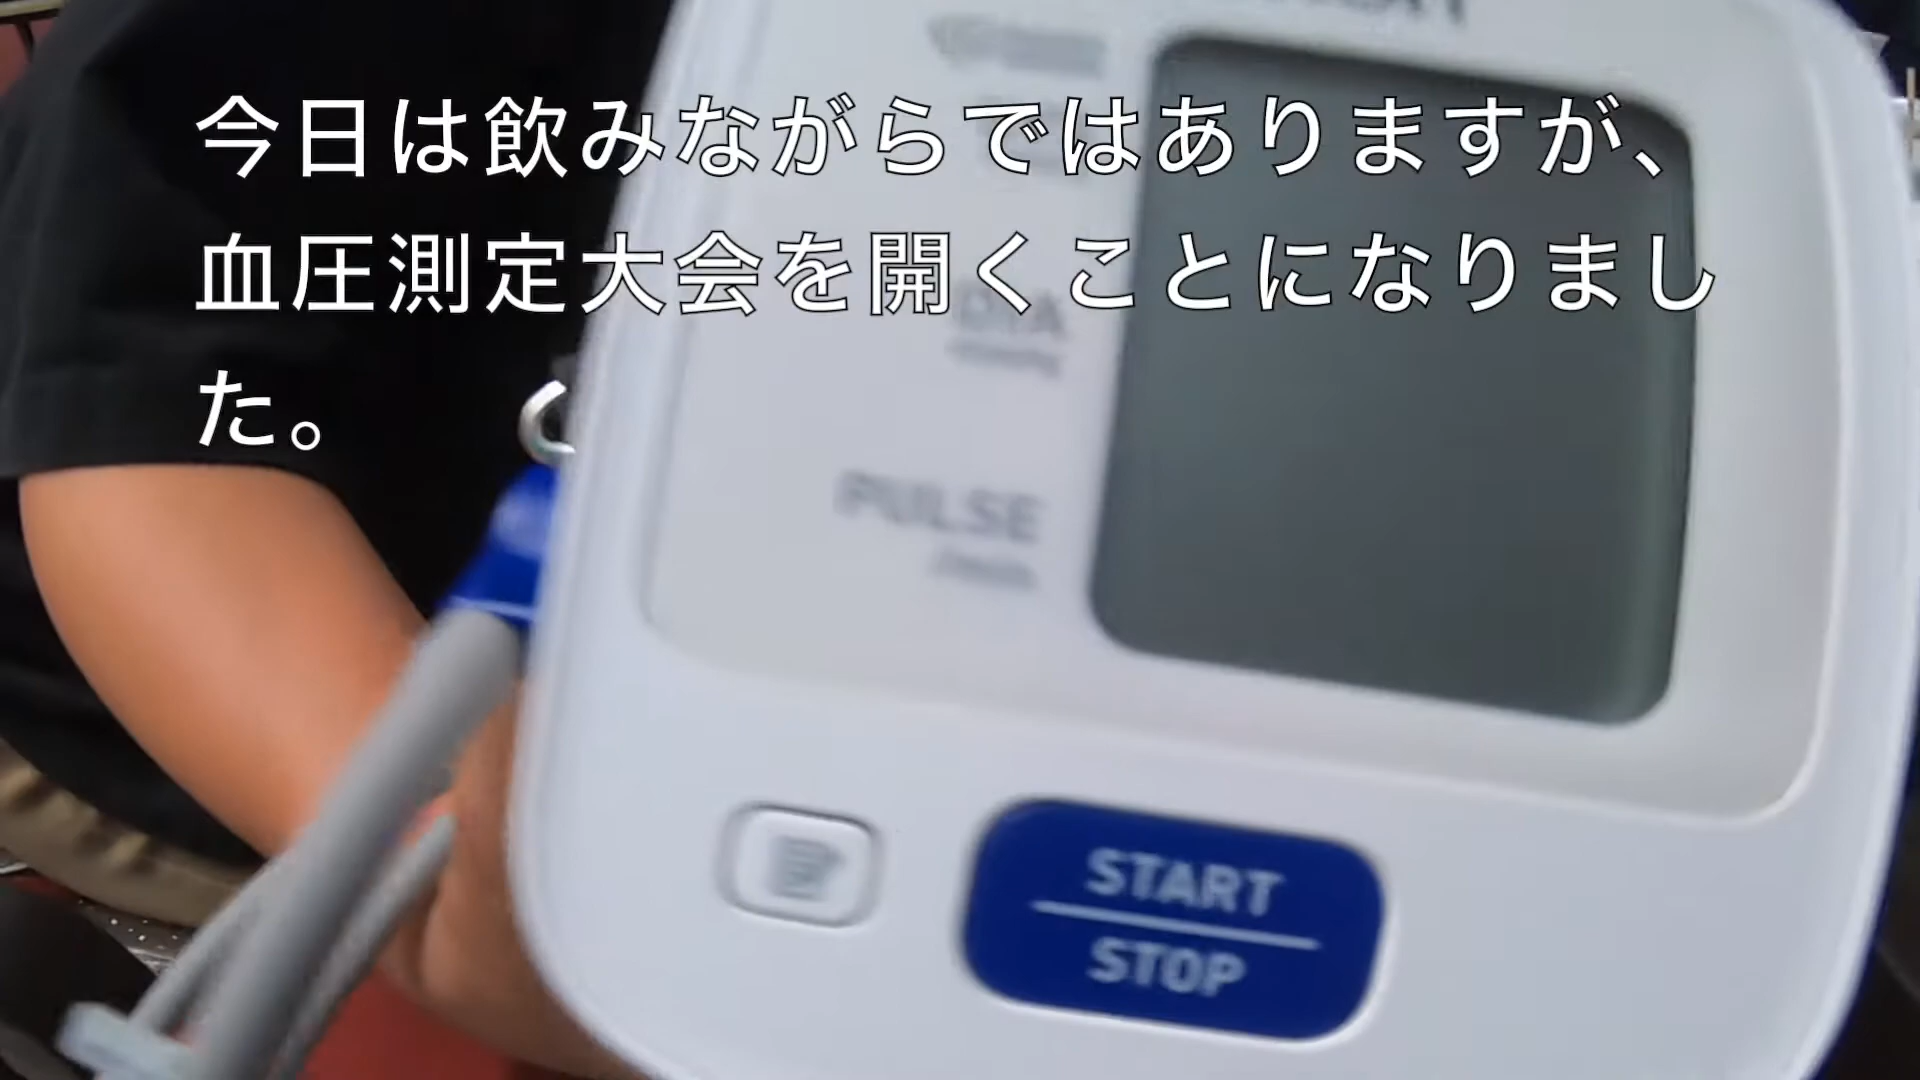 今日は飲みながらではありますが、
血圧測定大会を開くことになりまし
た。
DIA
PULSE
START
STOP